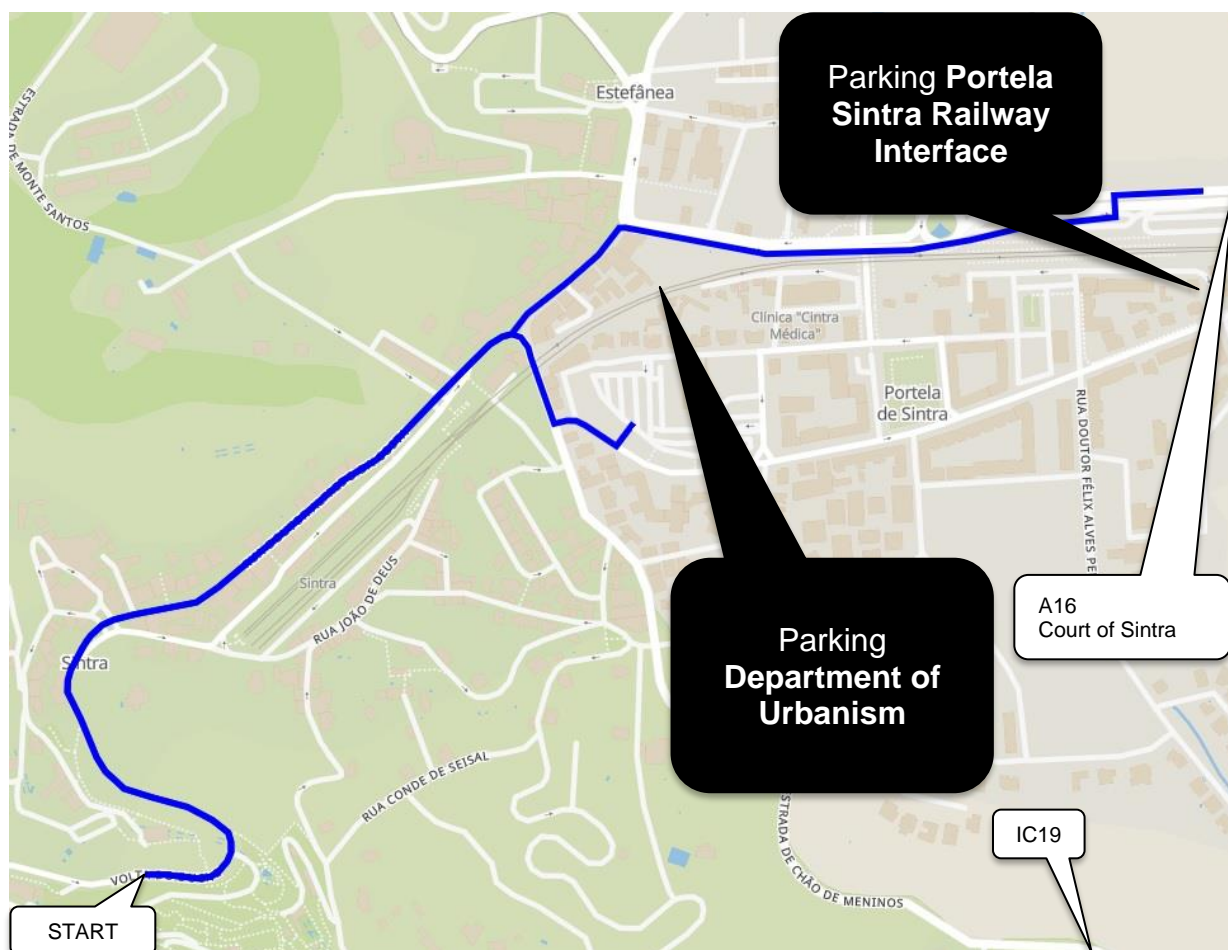 ESTRADA DE MONTE SANTOS
Estefânea
Parking Portela
Sintra Railway
Interface
Clínica "Cintra
Médica"
Portela
de Sintra
RUA DOUTOR FÉLIX ALVES PE
Sintra
RUA JOÃO DE DEUS
A16
Court of Sintra
Sintra
Parking
Department of
Urbanism
RUA CONDE DE SEISAL
STRADA DE CHÃO DE MENINOS
IC19
START